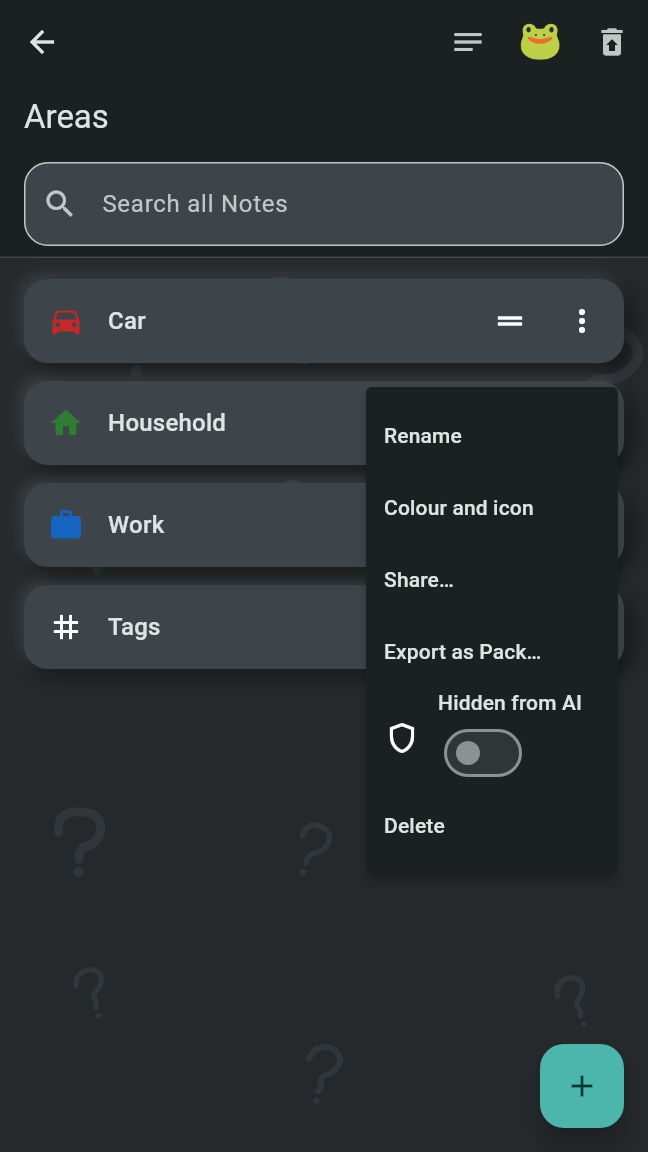 Areas
Search all Notes
Car
Household
Work
Tags
Rename
Colour and icon
Share…
Export as Pack…
Hidden from AI
Delete